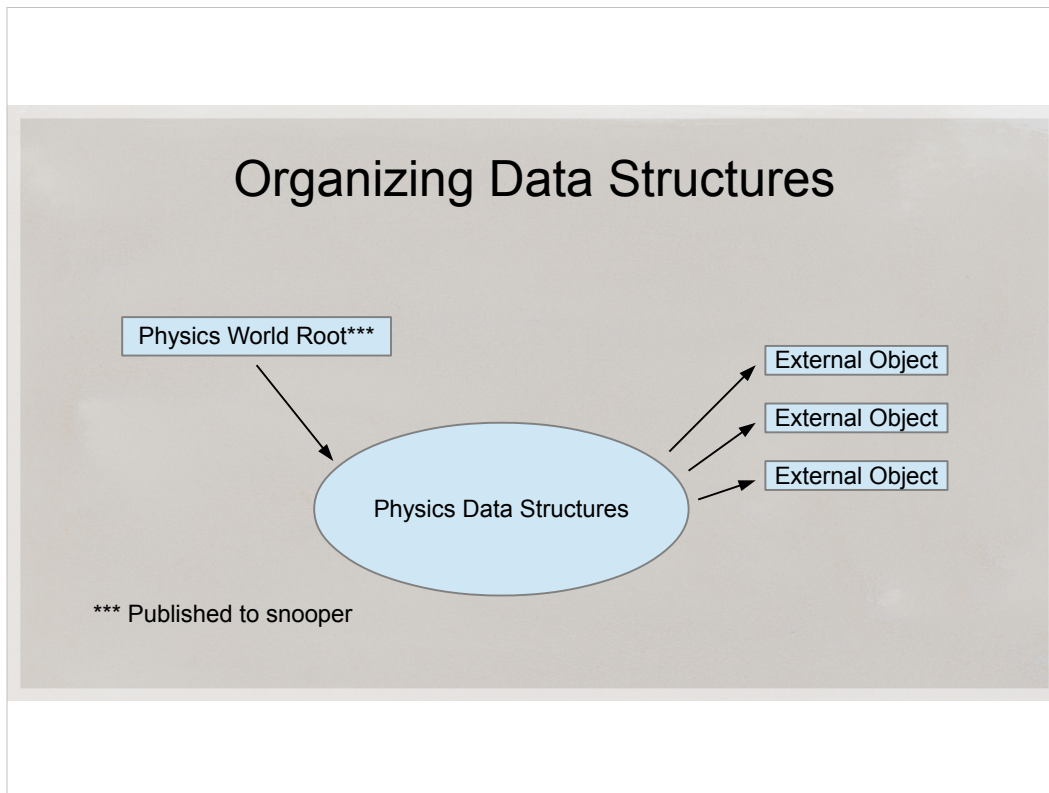 Organizing Data Structures
Physics World Root***
External Object
External Object
External Object
Physics Data Structures
*** Published to snooper